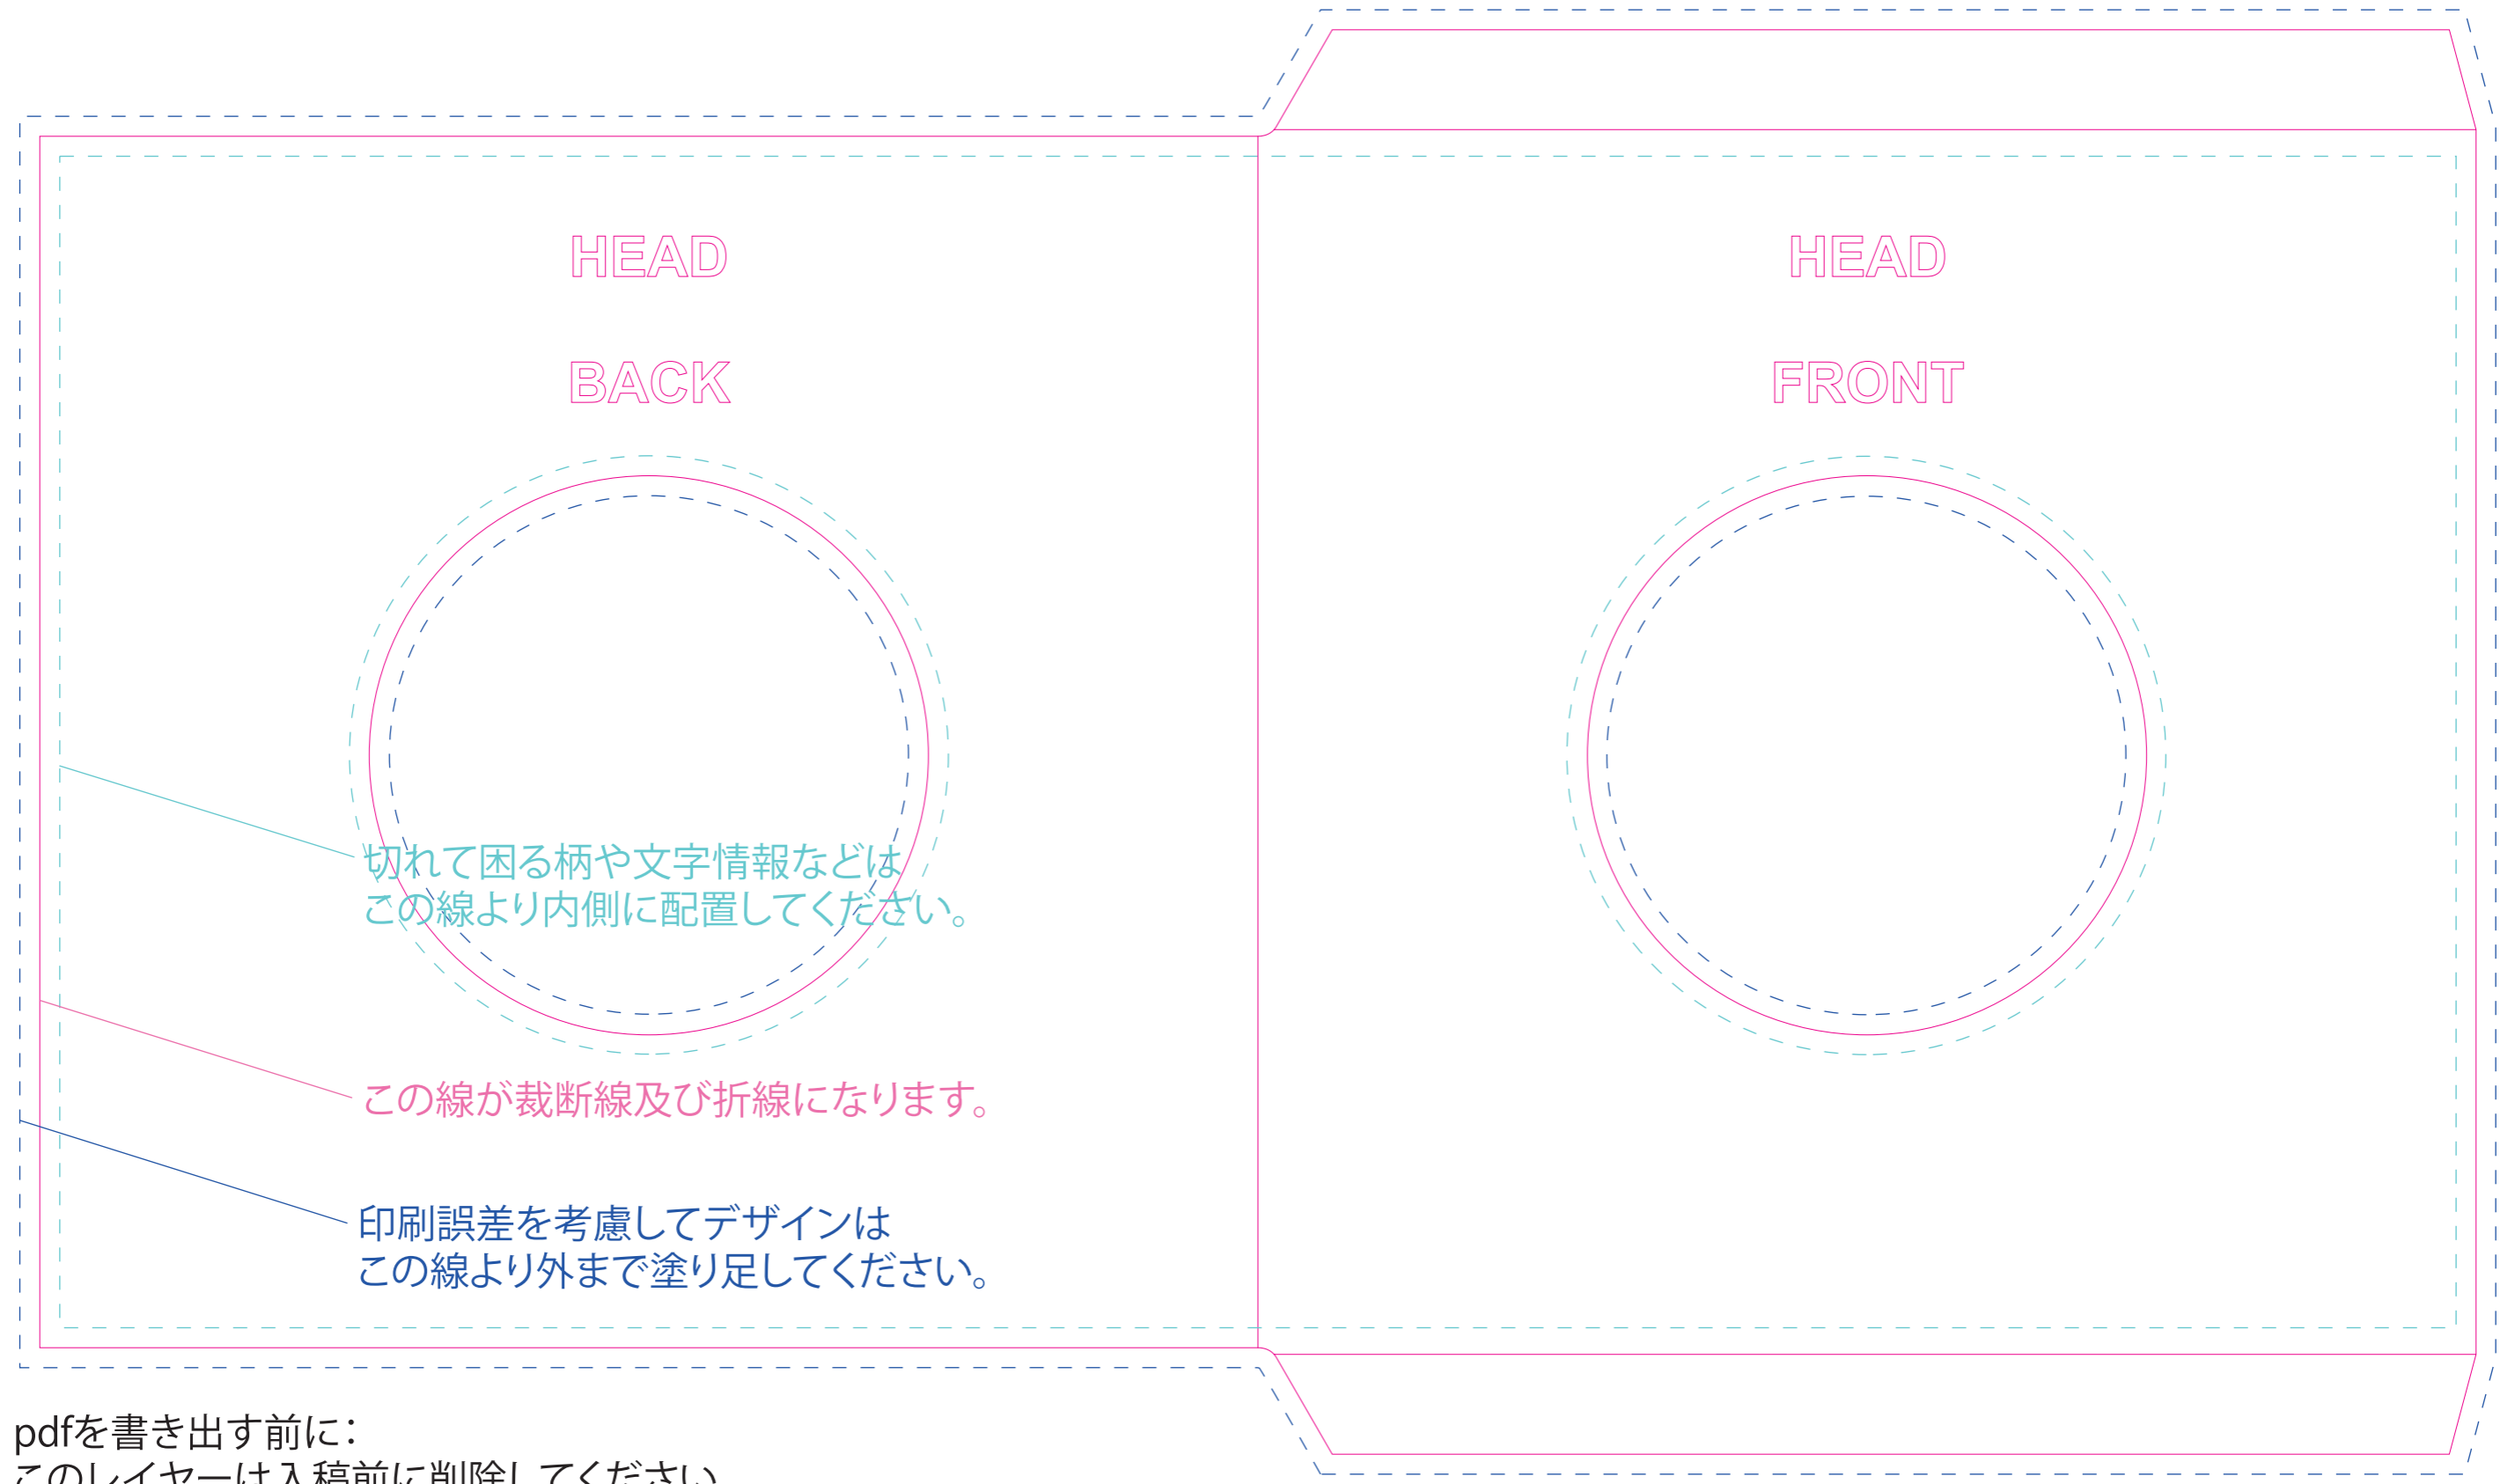 HEAD
HEAD
BACK
FRONT
切れて困る柄や文字情報などは
この線より内側に配置してください。
この線が裁断線及び折線になります。
印刷誤差を考慮してデザインは
この線より外まで塗り足してください。
pdfを書き出す前に：
このレイヤーは入稿前に削除してください